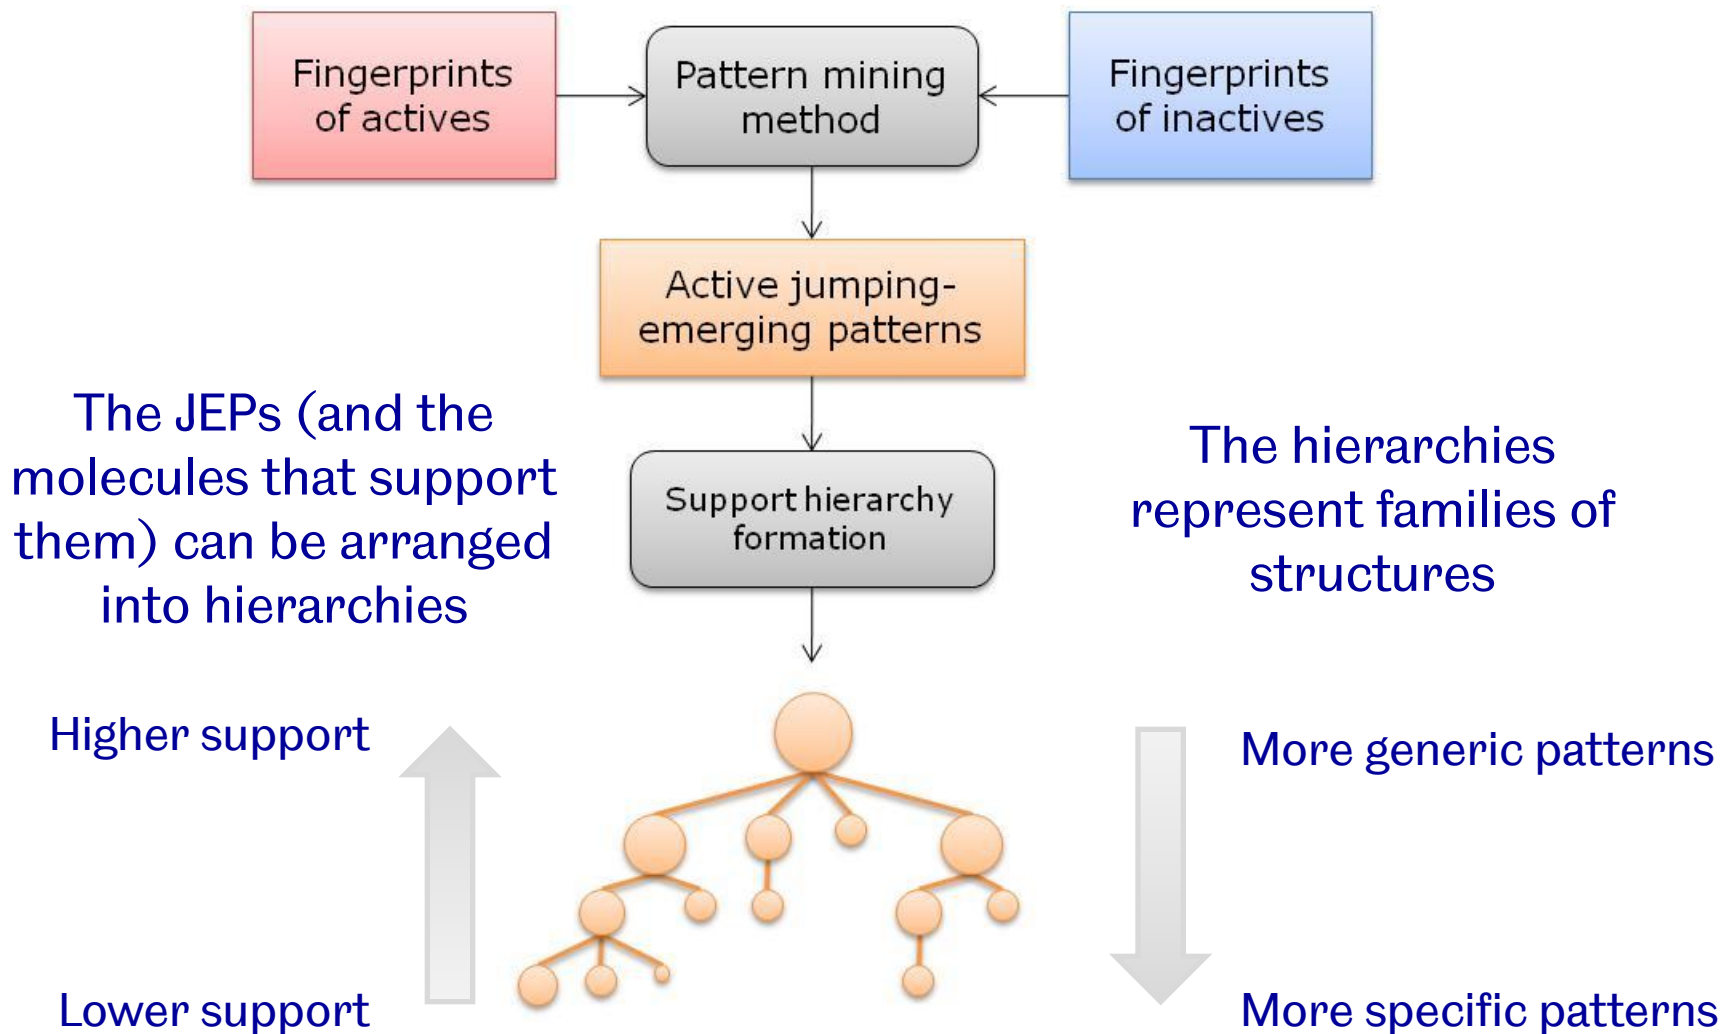 Fingerprints
of actives
Pattern mining
method
Fingerprints
of inactives
Active jumping-
emerging patterns
The JEPs (and the
molecules that support
them) can be arranged
into hierarchies
Support hierarchy
formation
The hierarchies
represent families of
structures
Higher support
More generic patterns
Lower support
More specific patterns